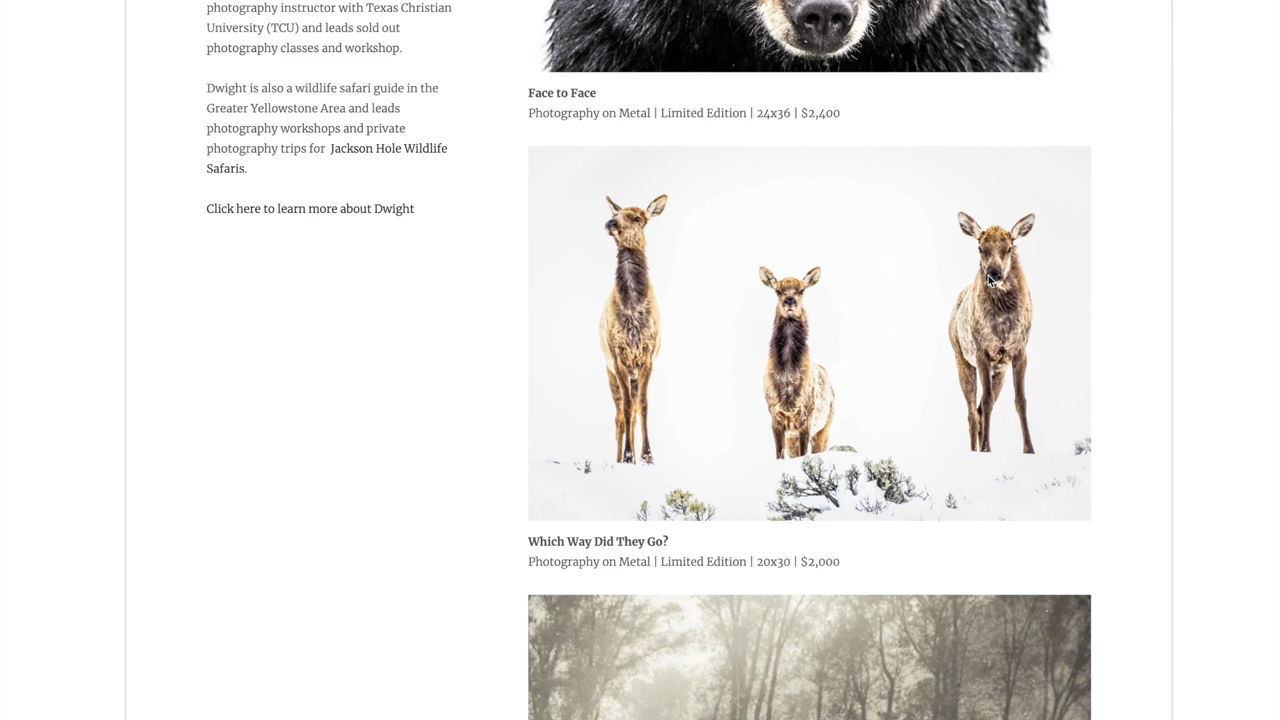 photography instructor with Texas Christian
University (TCU) and leads sold out
photography classes and workshop.
Dwight is also a wildlife safari guide in the
Greater Yellowstone Area and leads
photography workshops and private
photography trips for Jackson Hole Wildlife
Safaris.
Click here to learn more about Dwight
Face to Face
Photography on Metal | Limited Edition | 24x36 | $2,400
Which Way Did They Go?
Photography on Metal | Limited Edition | 20x30 | $2,000